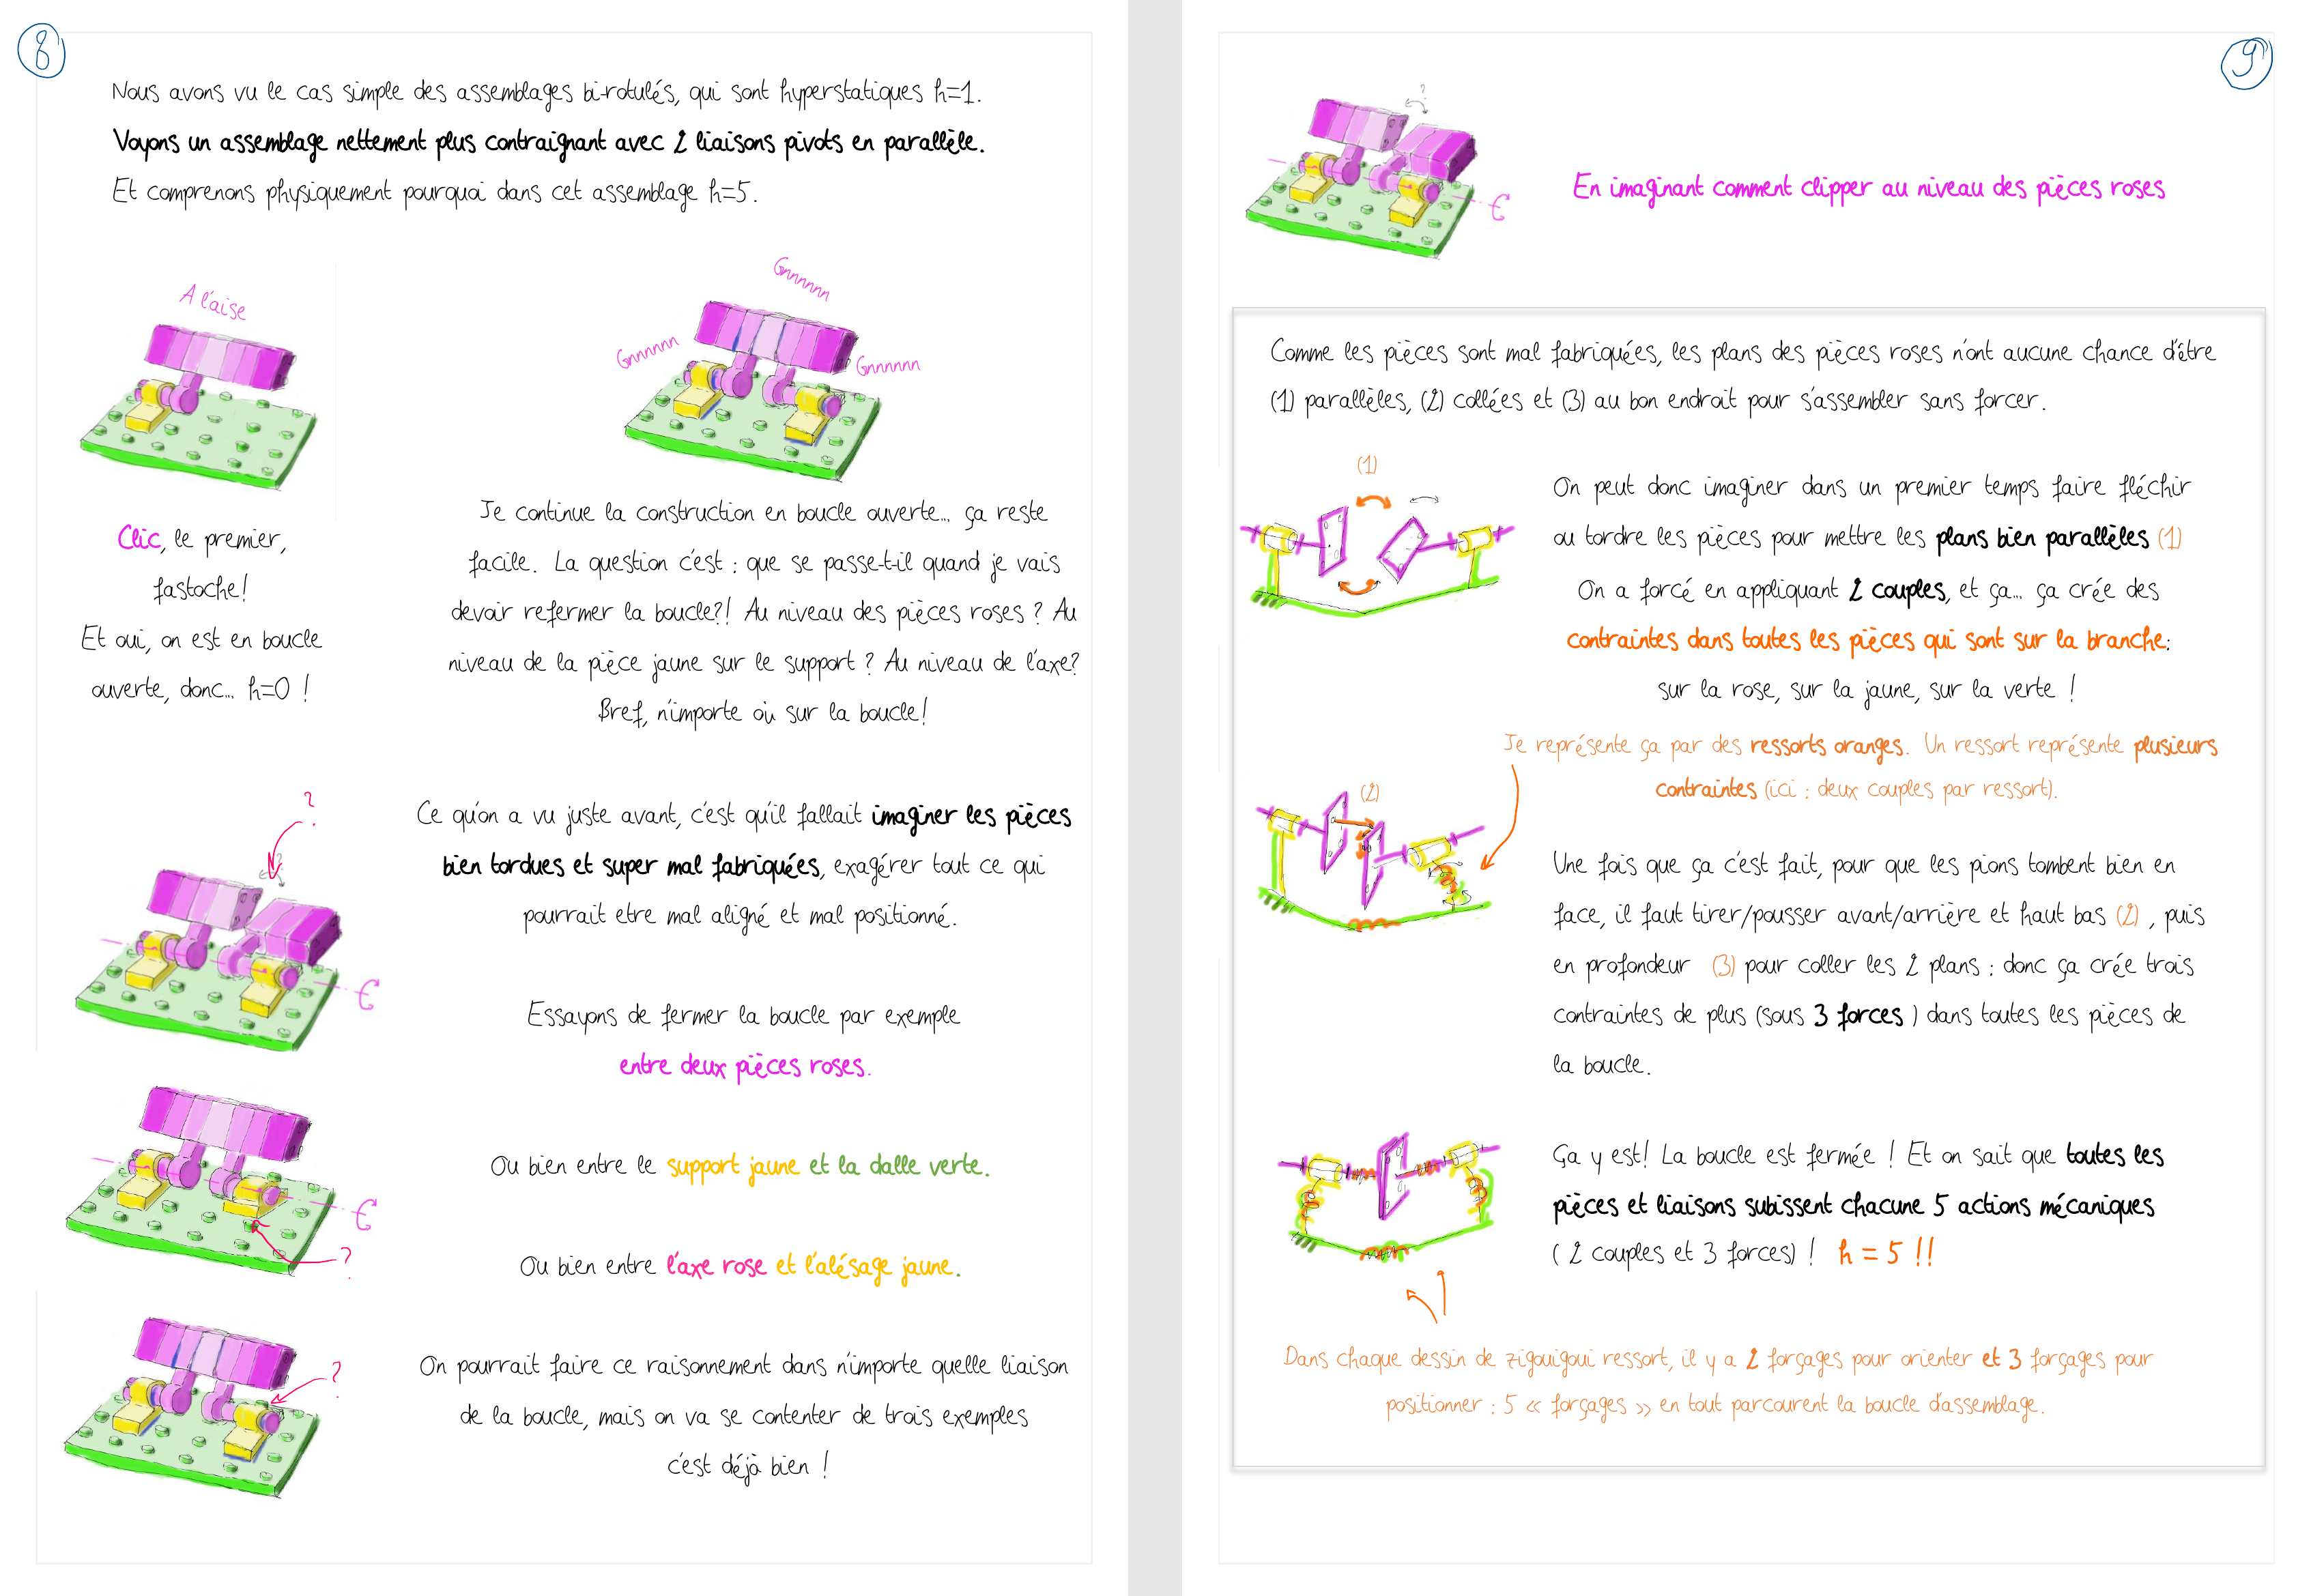 8
Nous avons vu le cas simple des assemblages bi-rotulés, qui sont hyperstatiques h=1.
Voyons un assemblage nettement plus contraignant avec 2 liaisons pivots en parallèle.
Et comprenons physiquement pourquoi dans cet assemblage h=5.
A l'aise
Gnnnnnn
Gnnnnnn
Gnnnnnn
Clic, le premier,
fastoche!
Et oui, on est en boucle
ouverte, donc... h=0 !
Je continue la construction en boucle ouverte... ça reste
facile. La question c'est : que se passe-t-il quand je vais
devoir refermer la boucle?! Au niveau des pièces roses ? Au
niveau de la pièce jaune sur le support ? Au niveau de l'axe?
Bref, n'importe où sur la boucle!
?
Ce qu'on a vu juste avant, c'est qu'il fallait imaginer les pièces
bien tordues et super mal fabriquées, exagérer tout ce qui
pourrait etre mal aligné et mal positionné.
Essayons de fermer la boucle par exemple
entre deux pièces roses.
Ou bien entre le support jaune et la dalle verte.
?
Ou bien entre l'axe rose et l'alésage jaune.
?
On pourrait faire ce raisonnement dans n'importe quelle liaison
de la boucle, mais on va se contenter de trois exemples
c'est déjà bien !
9
?
En imaginant comment clipper au niveau des pièces roses
Comme les pièces sont mal fabriquées, les plans des pièces roses n'ont aucune chance d'être
(1) parallèles, (2) collées et (3) au bon endroit pour s'assembler sans forcer.
(1)
On peut donc imaginer dans un premier temps faire fléchir
ou tordre les pièces pour mettre les plans bien parallèles (1)
On a forcé en appliquant 2 couples, et ça... ça crée des
contraintes dans toutes les pièces qui sont sur la branche:
sur la rose, sur la jaune, sur la verte !
Je représente ça par des ressorts oranges. Un ressort représente plusieurs
contraintes (ici : deux couples par ressort).
(2)
Une fois que ça c'est fait, pour que les pions tombent bien en
face, il faut tirer/pousser avant/arrière et haut bas (2) , puis
en profondeur (3) pour coller les 2 plans : donc ça crée trois
contraintes de plus (sous 3 forces ) dans toutes les pièces de
la boucle.
Ça y est! La boucle est fermée ! Et on sait que toutes les
pièces et liaisons subissent chacune 5 actions mécaniques
( 2 couples et 3 forces) ! h = 5 !!
Dans chaque dessin de zigouigoui ressort, il y a 2 forçages pour orienter et 3 forçages pour
positionner : 5 « forçages » en tout parcourent la boucle d'assemblage.